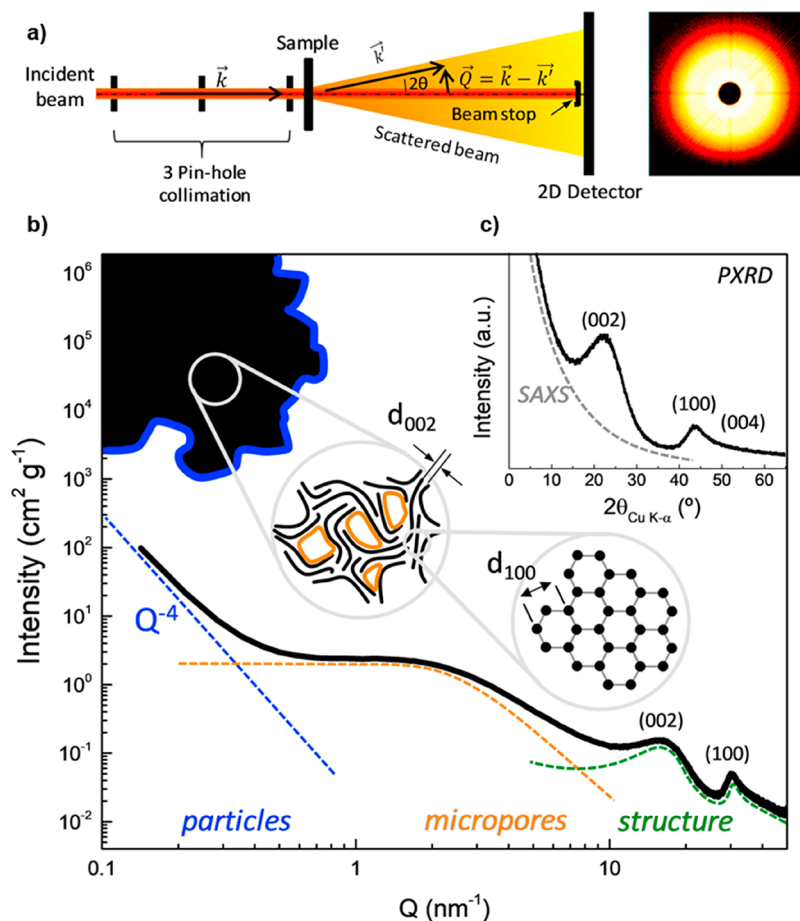 a)
Sample
Incident
beam
k⃗
k⃗'
2θ
Q⃗ = k⃗ − k⃗'
Beam stop
Scattered beam
3 Pin-hole
collimation
2D Detector
b)
Intensity (cm² g⁻¹)
10⁶
10⁵
10⁴
10³
10²
10¹
10⁰
10⁻¹
10⁻²
d₀₀₂
d₁₀₀
Q⁻⁴
(002)
(100)
particles
micropores
structure
0.1
1
10
Q (nm⁻¹)
c)
PXRD
Intensity (a.u.)
(002)
SAXS
(100)
(004)
0 10 20 30 40 50 60
2θ Cu K-α (°)